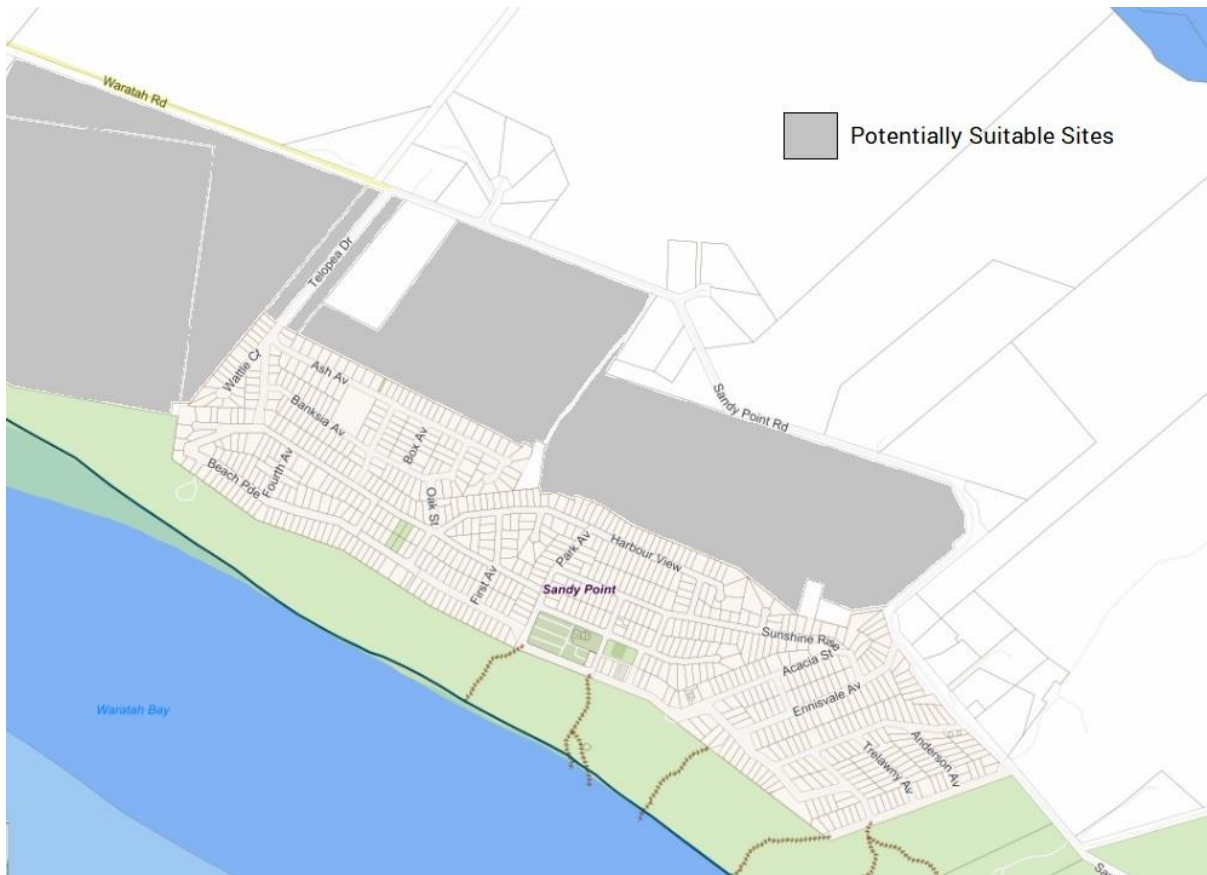 Waratah Rd
Potentially Suitable Sites
Telopea Dr
Wattle Cr
Ash Av
Sandy Point Rd
Banksia Av
Box Av
Fourth Av
Beach Pde
Oak St
Park Av
Harbour View
First Av
Sandy Point
Sunshine Rise
Acacia St
Ennisvale Av
Waratah Bay
Anderson Av
Trelawny Av